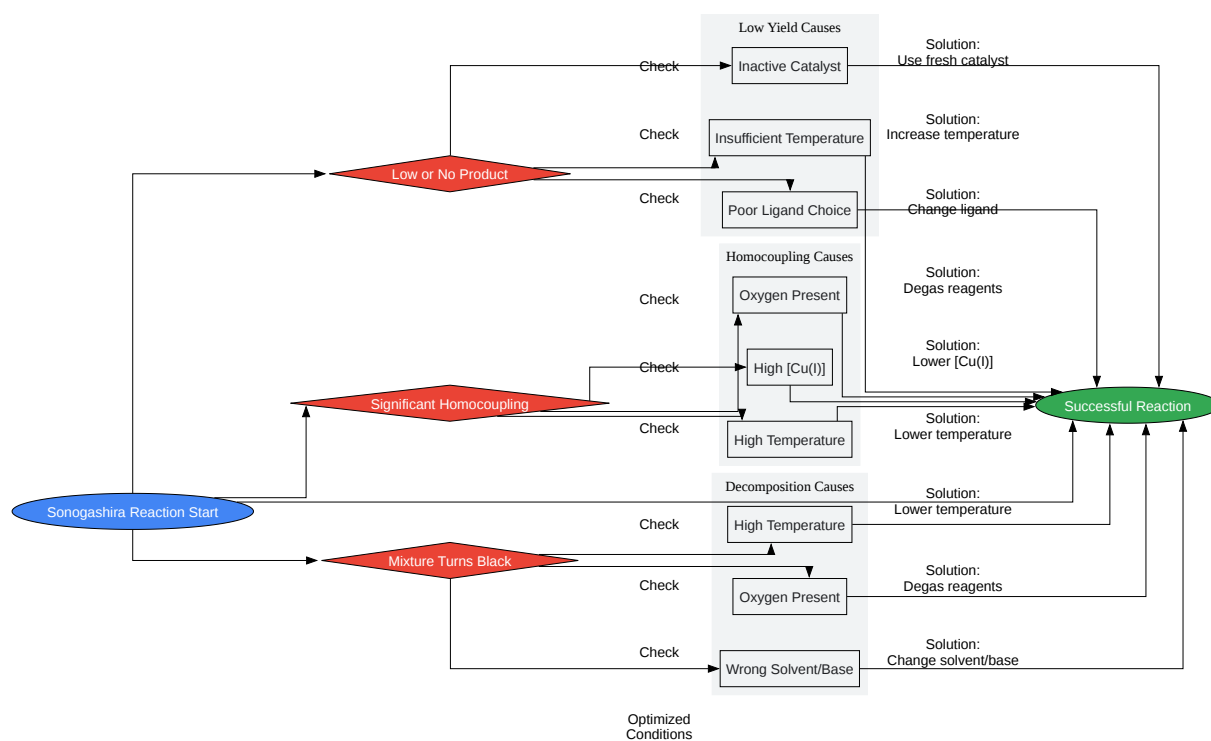 Low Yield Causes
Check
Inactive Catalyst
Solution:
Use fresh catalyst
Check
Insufficient Temperature
Solution:
Increase temperature
Low or No Product
Check
Poor Ligand Choice
Solution:
Change ligand
Homocoupling Causes
Check
Oxygen Present
Solution:
Degas reagents
Check
High [Cu(I)]
Solution:
Lower [Cu(I)]
Significant Homocoupling
Successful Reaction
Check
High Temperature
Solution:
Lower temperature
Sonogashira Reaction Start
Decomposition Causes
Check
High Temperature
Solution:
Lower temperature
Mixture Turns Black
Check
Oxygen Present
Solution:
Degas reagents
Check
Wrong Solvent/Base
Solution:
Change solvent/base
Optimized
Conditions